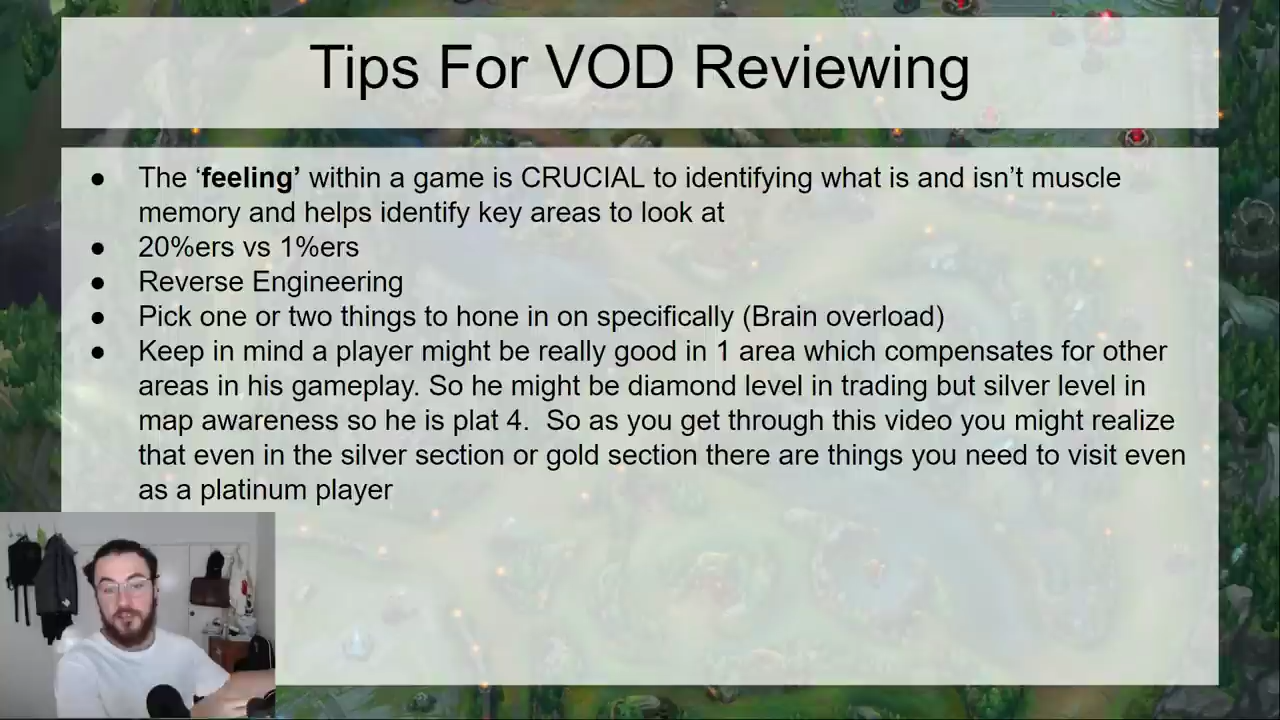 Tips For VOD Reviewing
● The ‘feeling’ within a game is CRUCIAL to identifying what is and isn’t muscle
memory and helps identify key areas to look at
● 20%ers vs 1%ers
● Reverse Engineering
● Pick one or two things to hone in on specifically (Brain overload)
● Keep in mind a player might be really good in 1 area which compensates for other
areas in his gameplay. So he might be diamond level in trading but silver level in
map awareness so he is plat 4.  So as you get through this video you might realize
that even in the silver section or gold section there are things you need to visit even
as a platinum player